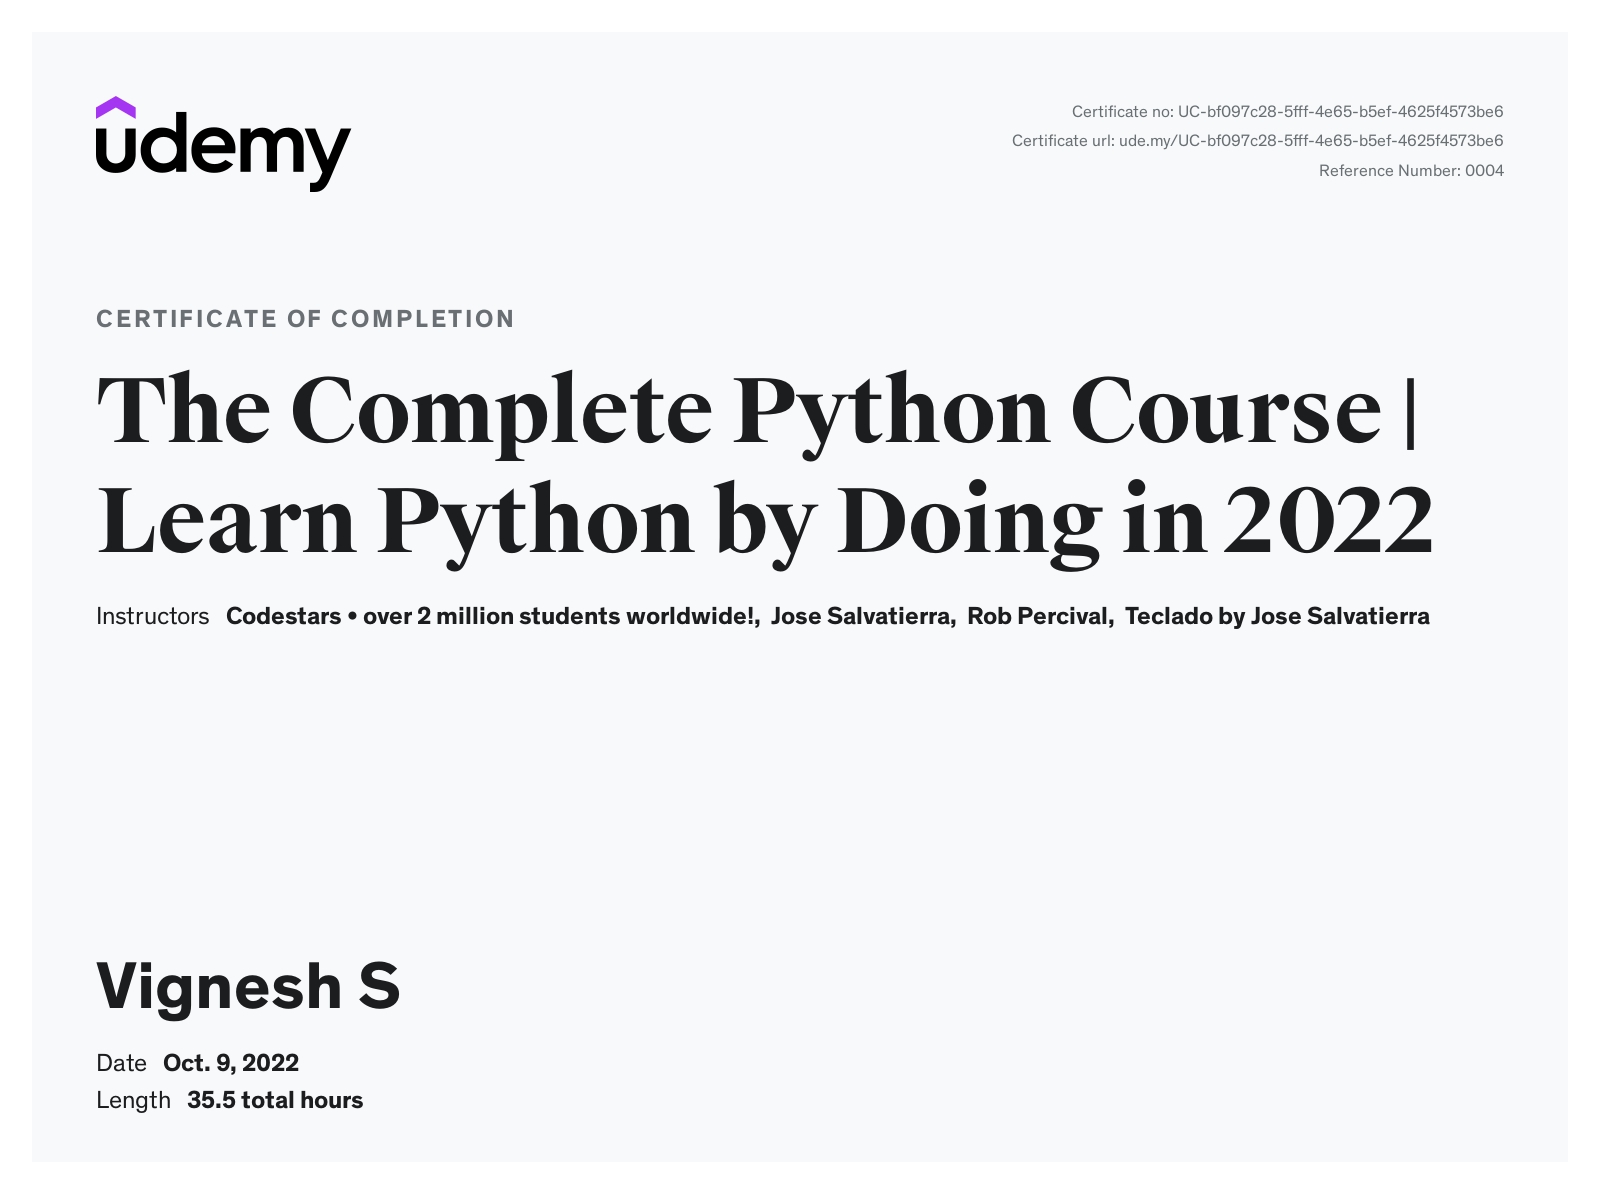 udemy
Certificate no: UC-bf097c28-5fff-4e65-b5ef-4625f4573be6
Certificate url: ude.my/UC-bf097c28-5fff-4e65-b5ef-4625f4573be6
Reference Number: 0004
CERTIFICATE OF COMPLETION
The Complete Python Course |
Learn Python by Doing in 2022
Instructors Codestars • over 2 million students worldwide!, Jose Salvatierra, Rob Percival, Teclado by Jose Salvatierra
Vignesh S
Date Oct. 9, 2022
Length 35.5 total hours